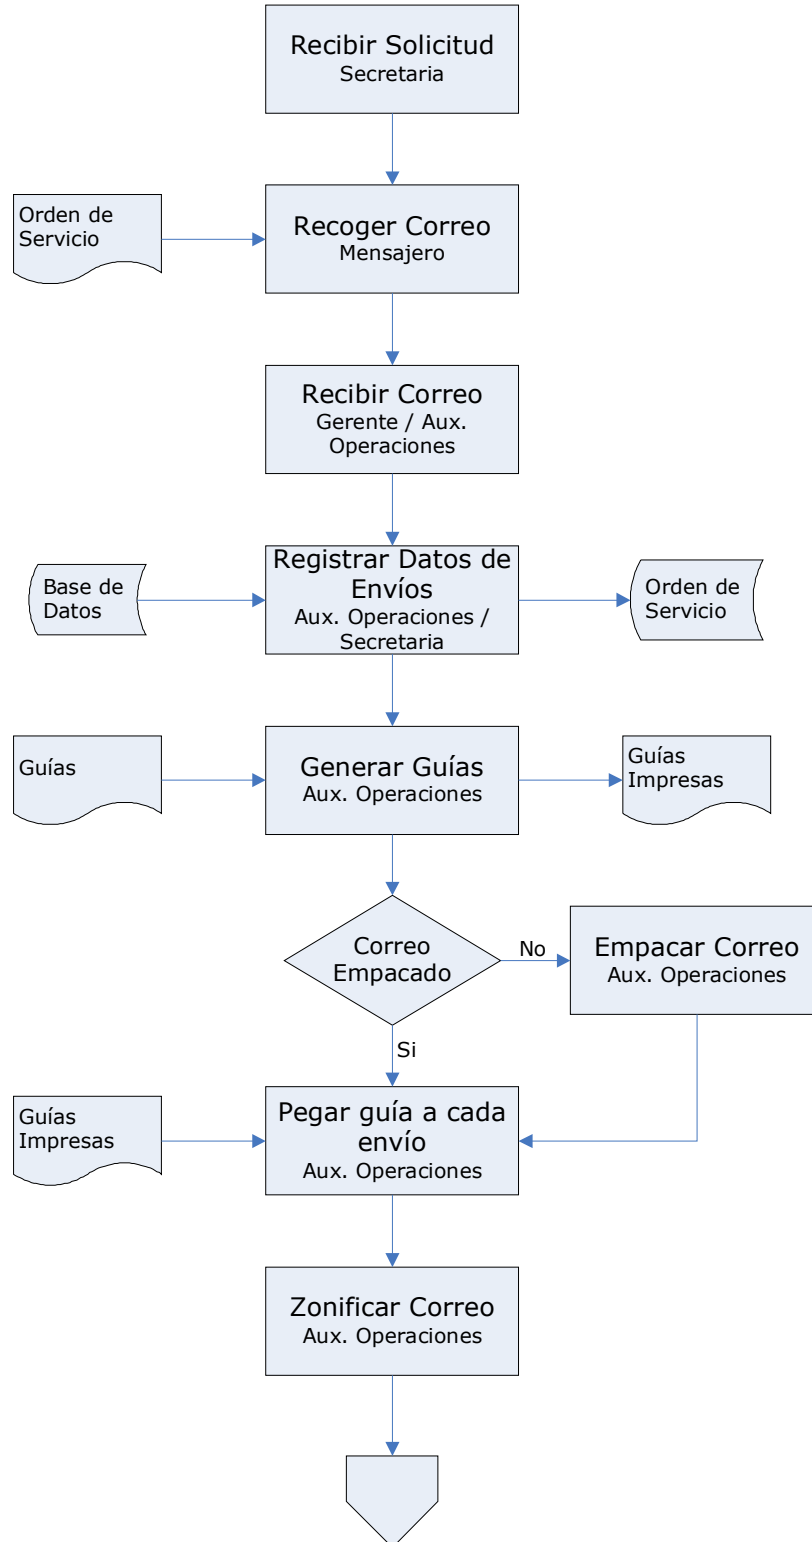 Recibir Solicitud
Secretaria
Orden de
Servicio
Recoger Correo
Mensajero
Recibir Correo
Gerente / Aux.
Operaciones
Base de
Datos
Registrar Datos de
Envíos
Aux. Operaciones /
Secretaria
Orden de
Servicio
Guías
Generar Guías
Aux. Operaciones
Guías
Impresas
Correo
Empacado
No
Empacar Correo
Aux. Operaciones
Si
Guías
Impresas
Pegar guía a cada
envío
Aux. Operaciones
Zonificar Correo
Aux. Operaciones